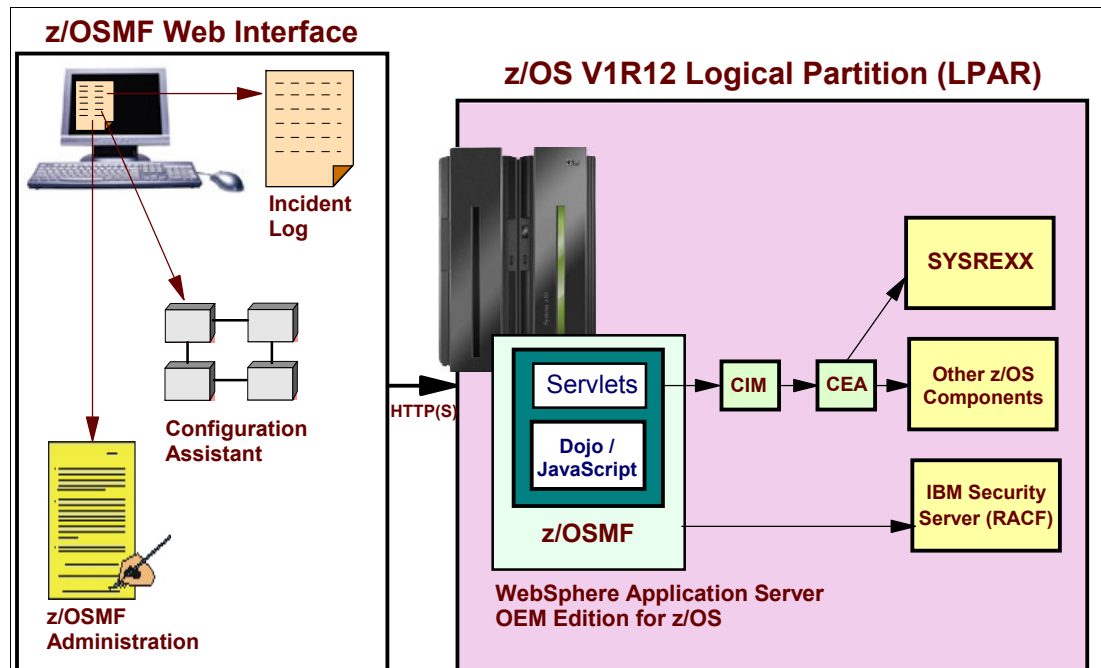 z/OSMF Web Interface
Incident
Log
Configuration
Assistant
z/OSMF
Administration
HTTP(S)
z/OS V1R12 Logical Partition (LPAR)
Servlets
Dojo /
JavaScript
z/OSMF
CIM
CEA
SYSREXX
Other z/OS
Components
IBM Security
Server (RACF)
WebSphere Application Server
OEM Edition for z/OS